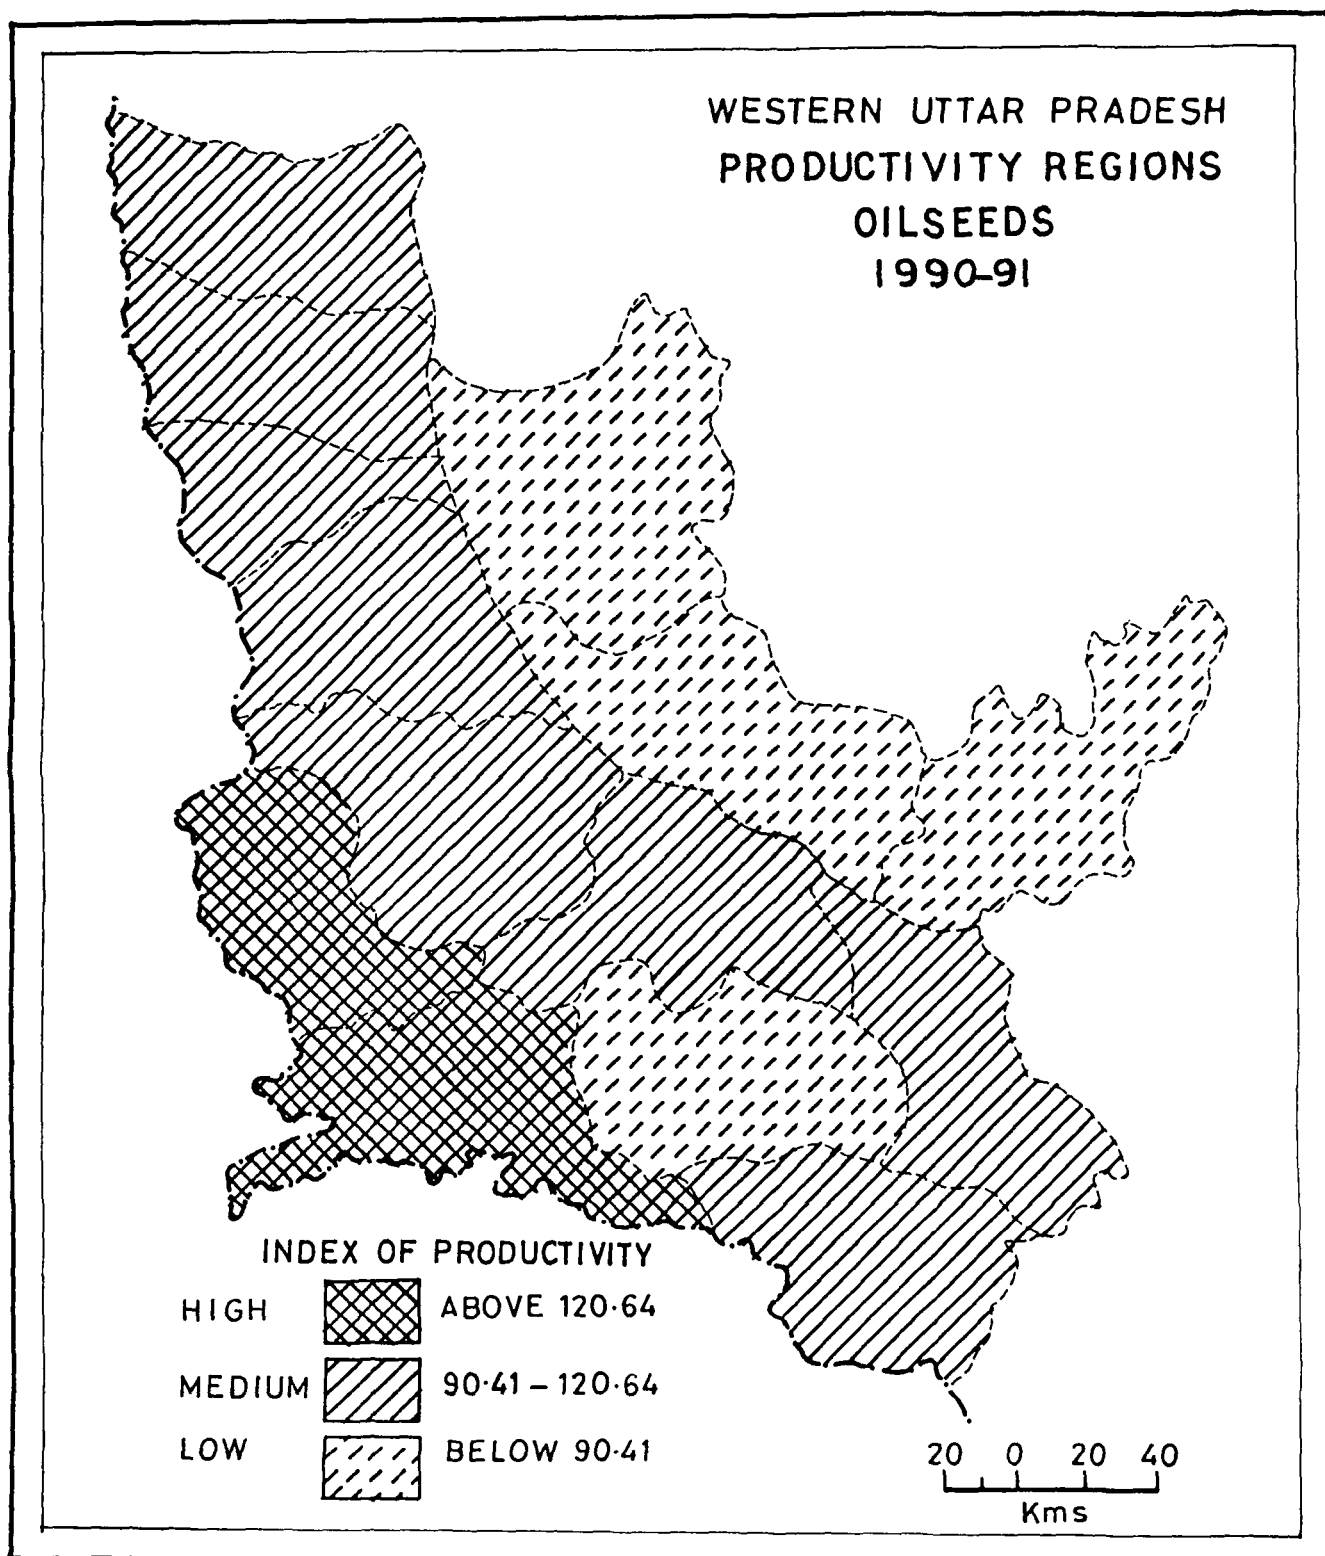 WESTERN UTTAR PRADESH
PRODUCTIVITY REGIONS
OILSEEDS
1990-91
INDEX OF PRODUCTIVITY
HIGH ABOVE 120·64
MEDIUM 90·41 – 120·64
LOW BELOW 90·41
20 0 20 40
Kms